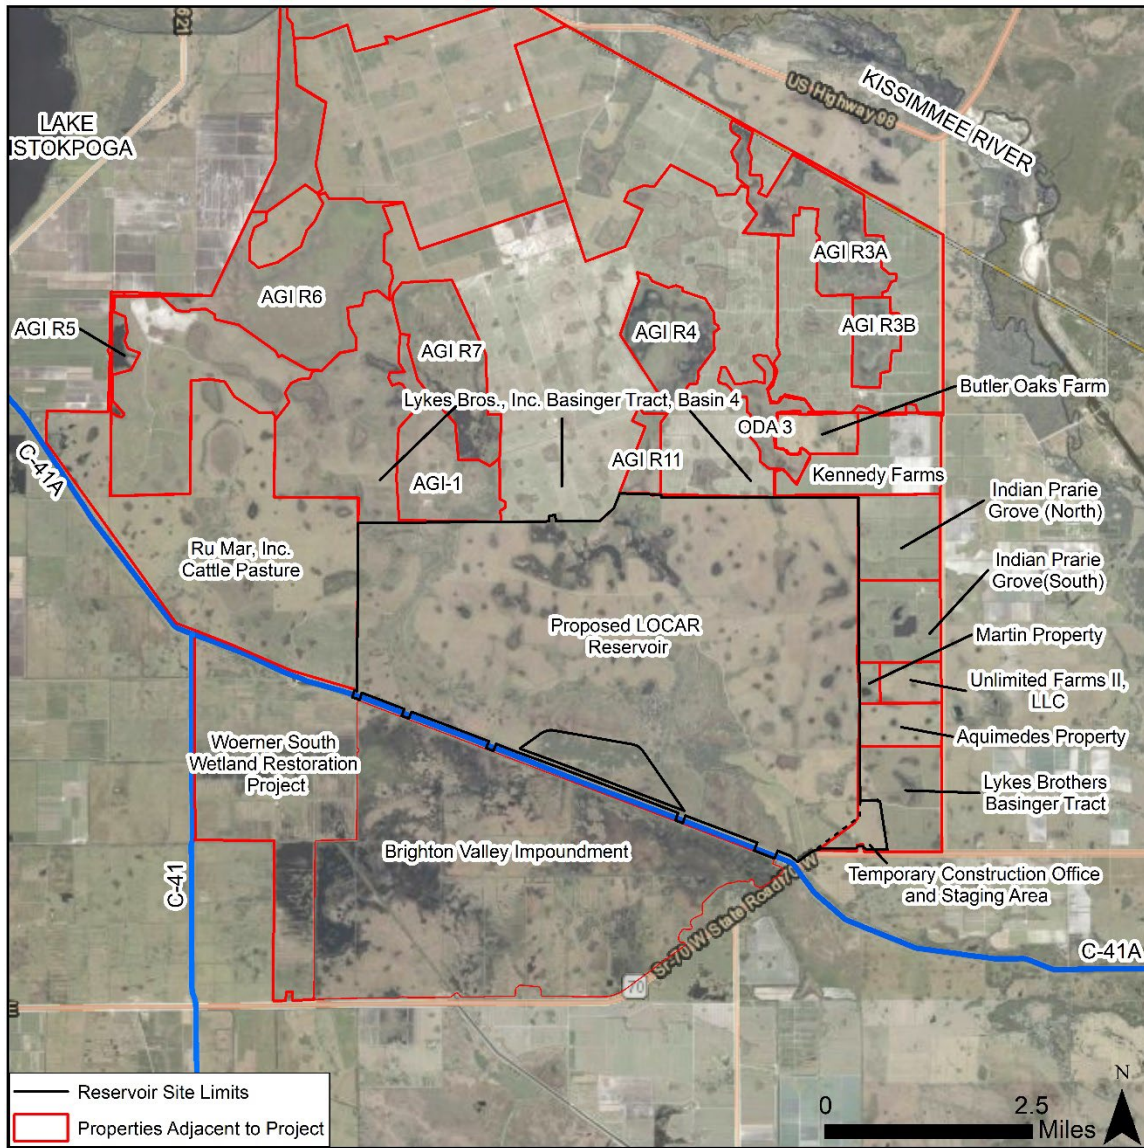 621
US Highway 98
KISSIMMEE RIVER
LAKE
ISTOKPOGA
AGI R3A
AGI R6
AGI R5
AGI R7
AGI R4
AGI R3B
Butler Oaks Farm
Lykes Bros., Inc. Basinger Tract, Basin 4
ODA 3
C-41A
AGI R11
Kennedy Farms
AGI-1
Indian Prarie
Grove (North)
Ru Mar, Inc.
Cattle Pasture
Indian Prarie
Grove(South)
Proposed LOCAR
Reservoir
Martin Property
Unlimited Farms II,
LLC
Woerner South
Wetland Restoration
Project
Aquimedes Property
Lykes Brothers
Basinger Tract
Brighton Valley Impoundment
C-41
Temporary Construction Office
and Staging Area
Sr-70 W State Road 70 W
C-41A
70
Reservoir Site Limits
Properties Adjacent to Project
0 2.5
Miles
N